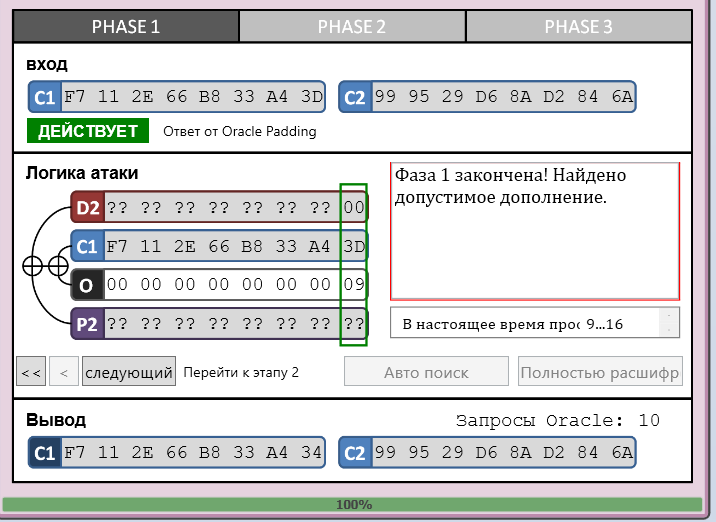 PHASE 1 PHASE 2 PHASE 3
вход
C1 F7 11 2E 66 B8 33 A4 3D C2 99 95 29 D6 8A D2 84 6A
ДЕЙСТВУЕТ Ответ от Oracle Padding
Логика атаки
D2 ?? ?? ?? ?? ?? ?? ?? 00
C1 F7 11 2E 66 B8 33 A4 3D
O 00 00 00 00 00 00 00 09
P2 ?? ?? ?? ?? ?? ?? ?? ??
Фаза 1 закончена! Найдено
допустимое дополнение.
В настоящее время прос 9...16
<< < следующий Перейти к этапу 2 Авто поиск Полностью расшифр
Вывод Запросы Oracle: 10
C1 F7 11 2E 66 B8 33 A4 34 C2 99 95 29 D6 8A D2 84 6A
100%